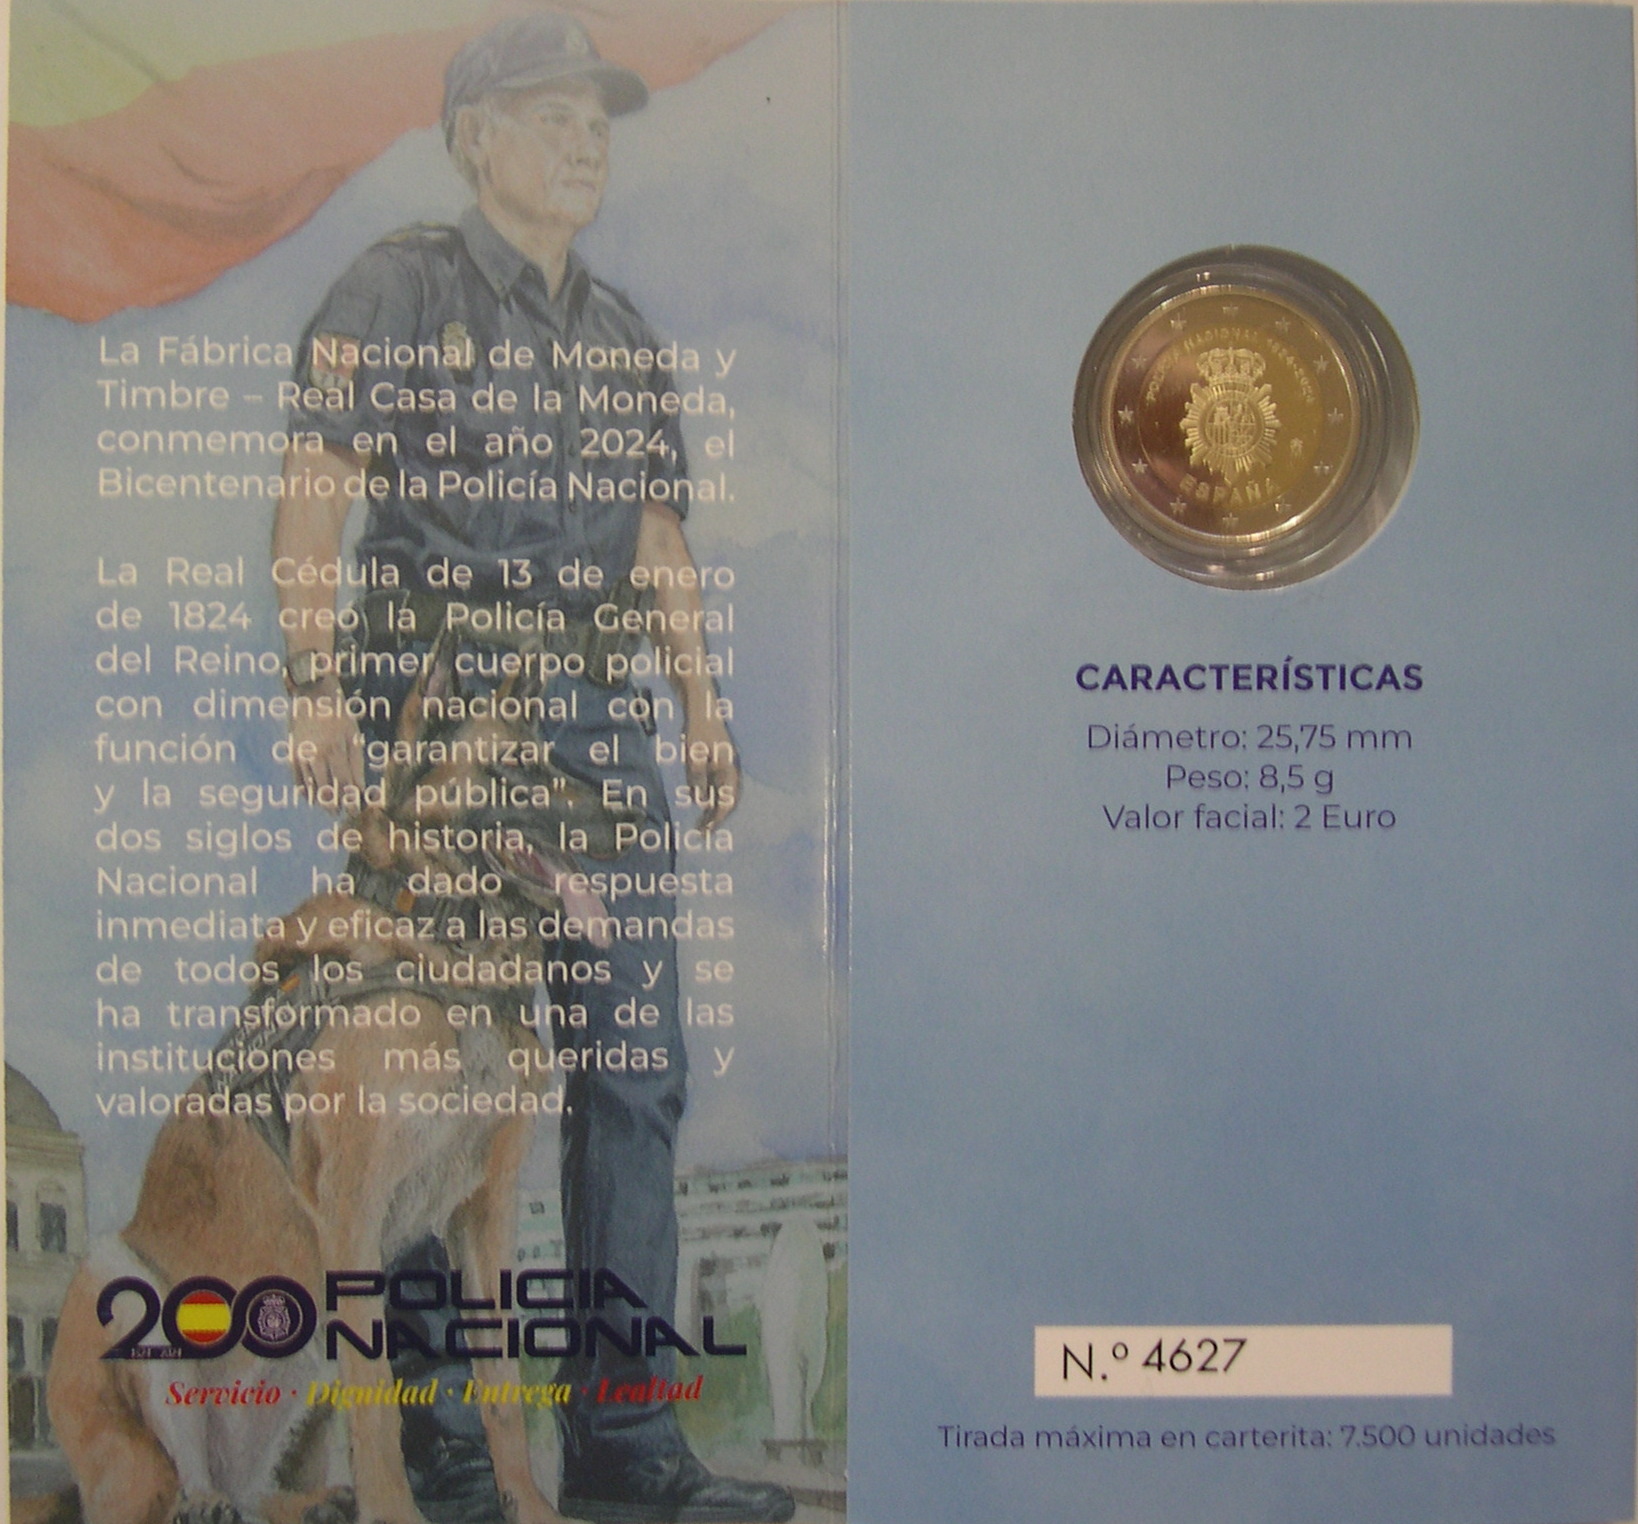 La Fábrica Nacional de Moneda y
Timbre – Real Casa de la Moneda,
conmemora en el año 2024, el
Bicentenario de la Policía Nacional.
La Real Cédula de 13 de enero
de 1824 creó la Policía General
del Reino, primer cuerpo policial
con dimensión nacional con la
función de “garantizar el bien
y la seguridad pública”. En sus
dos siglos de historia, la Policía
Nacional ha dado respuesta
inmediata y eficaz a las demandas
de todos los ciudadanos y se
ha transformado en una de las
instituciones más queridas y
valoradas por la sociedad.
200 POLICIA
NACIONAL
1824 2024
Servicio · Dignidad · Entrega · Lealtad
POLICÍA NACIONAL 1824-2024
ESPAÑA
CARACTERÍSTICAS
Diámetro: 25,75 mm
Peso: 8,5 g
Valor facial: 2 Euro
N.º 4627
Tirada máxima en carterita: 7.500 unidades